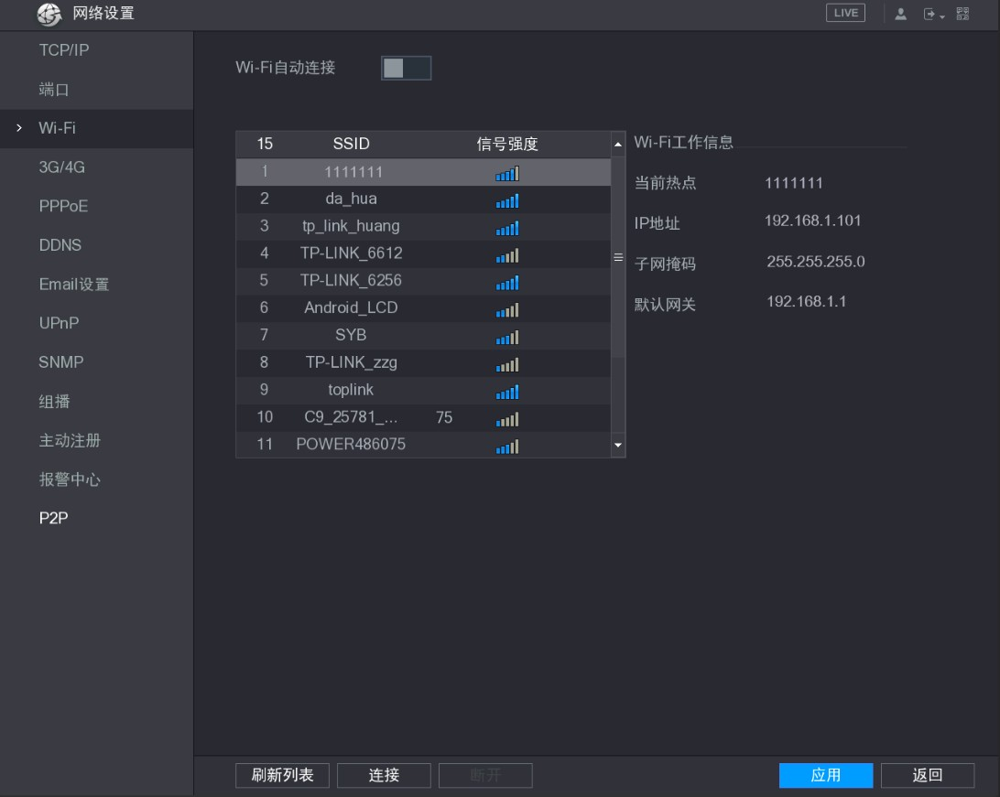 网络设置
LIVE
TCP/IP
端口
Wi-Fi
3G/4G
PPPoE
DDNS
Email设置
UPnP
SNMP
组播
主动注册
报警中心
P2P
Wi-Fi自动连接
15 SSID 信号强度
1 1111111
2 da_hua
3 tp_link_huang
4 TP-LINK_6612
5 TP-LINK_6256
6 Android_LCD
7 SYB
8 TP-LINK_zzg
9 toplink
10 C9_25781_... 75
11 POWER486075
Wi-Fi工作信息
当前热点 1111111
IP地址 192.168.1.101
子网掩码 255.255.255.0
默认网关 192.168.1.1
刷新列表 连接 断开 应用 返回